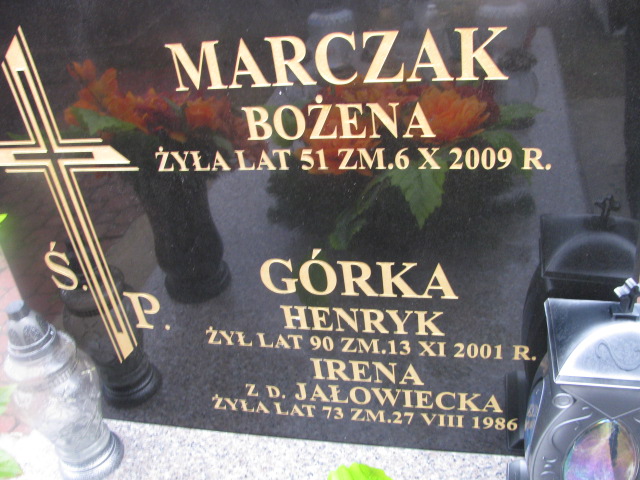 MARCZAK
BOŻENA
ŻYŁA LAT 51 ZM.6 X 2009 R.
Ś.
P.
GÓRKA
HENRYK
ŻYŁ LAT 90 ZM.13 XI 2001 R.
IRENA
Z D. JAŁOWIECKA
ŻYŁA LAT 73 ZM.27 VIII 1986